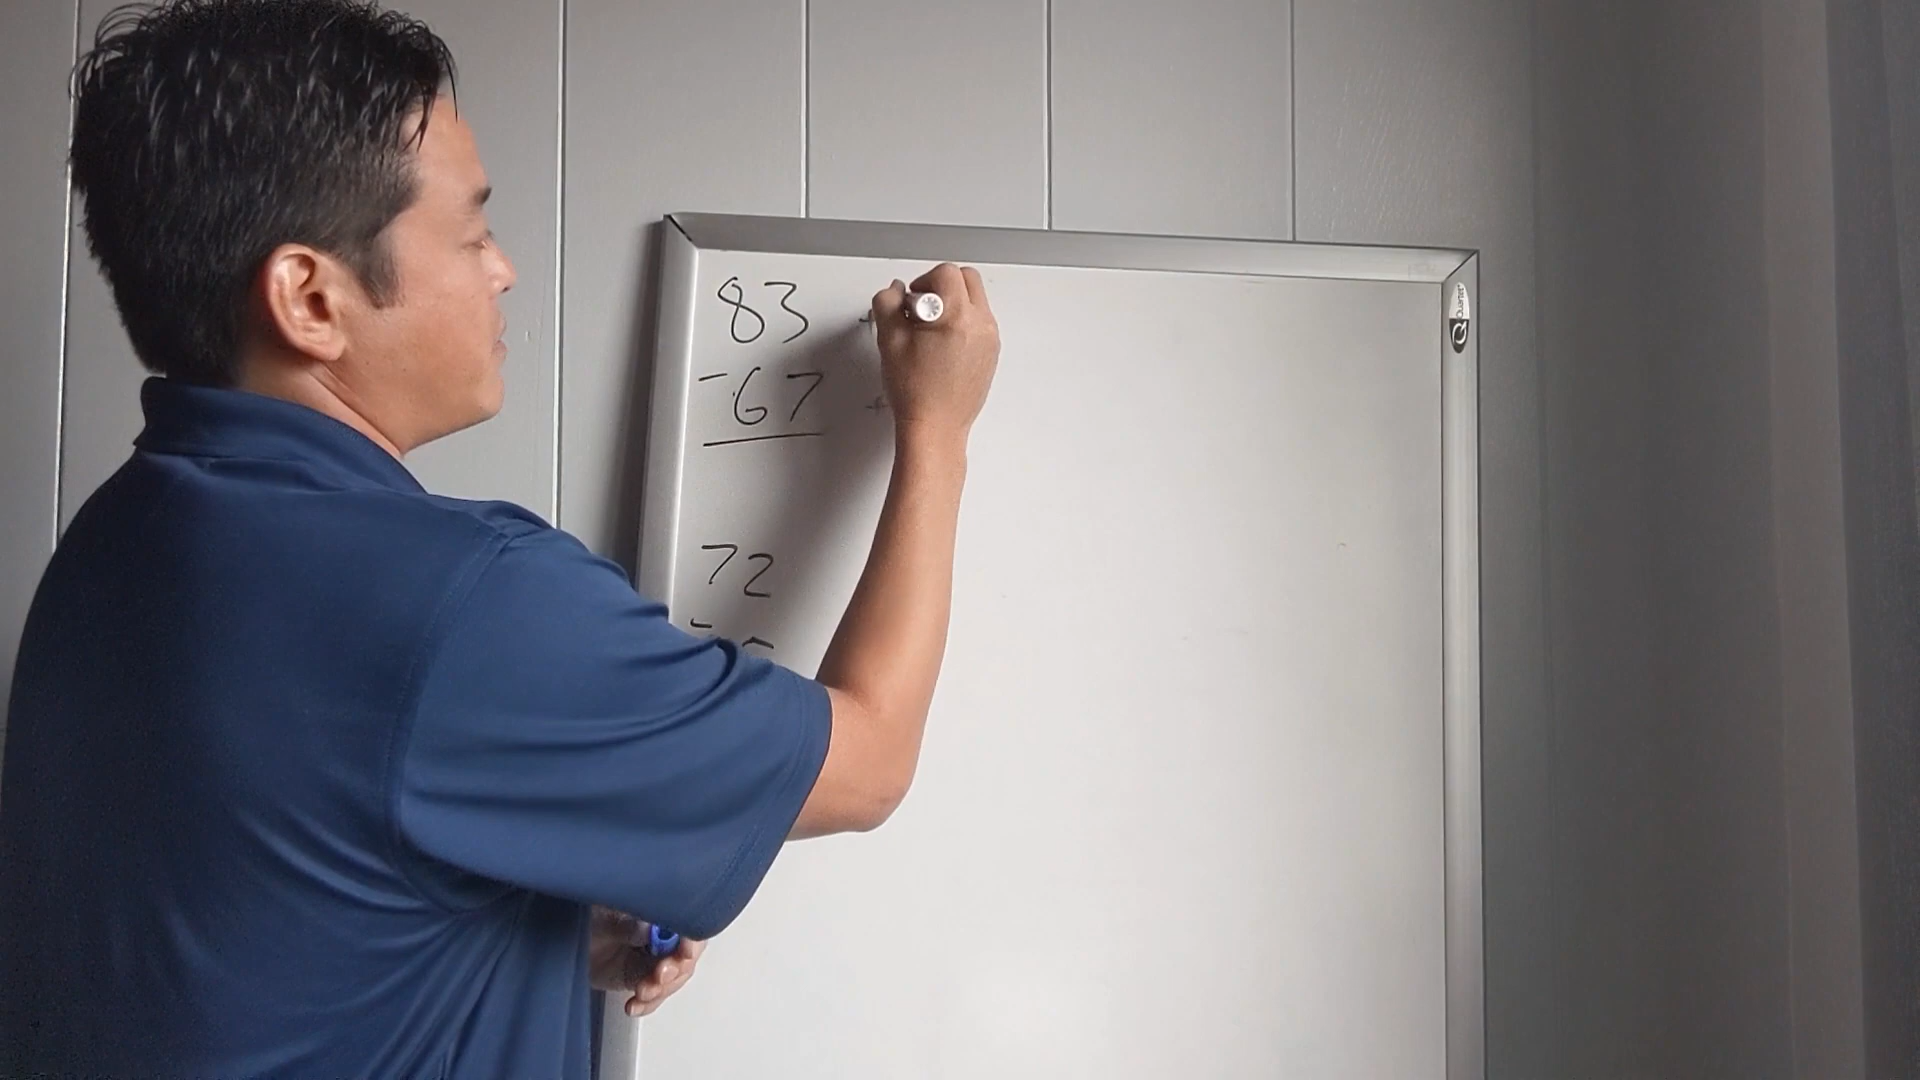 83 +
-67 +
72
-